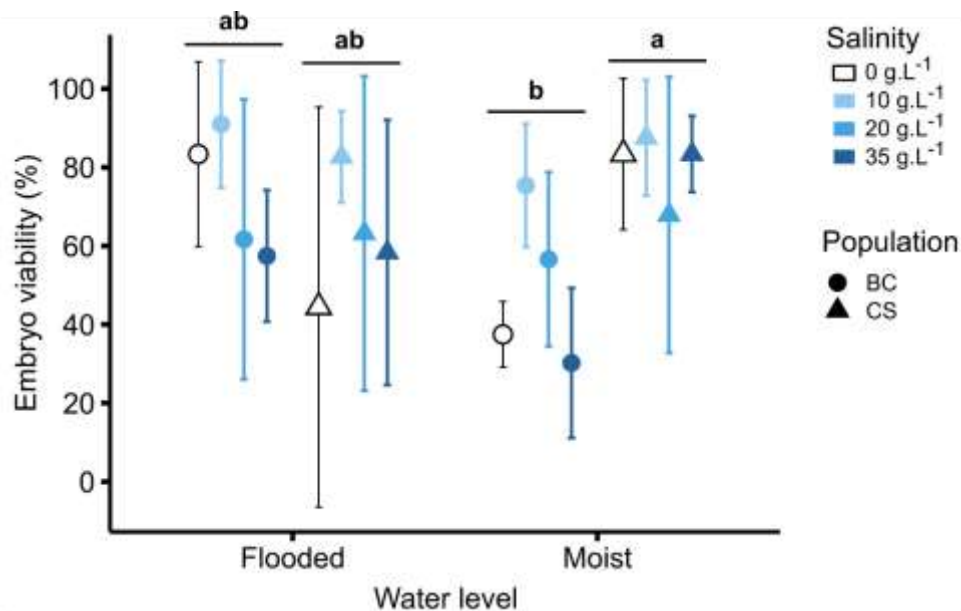 ab
ab
b
a
Embryo viability (%)
100
80
60
40
20
0
Flooded
Moist
Water level
Salinity
0 g.L⁻¹
10 g.L⁻¹
20 g.L⁻¹
35 g.L⁻¹
Population
BC
CS